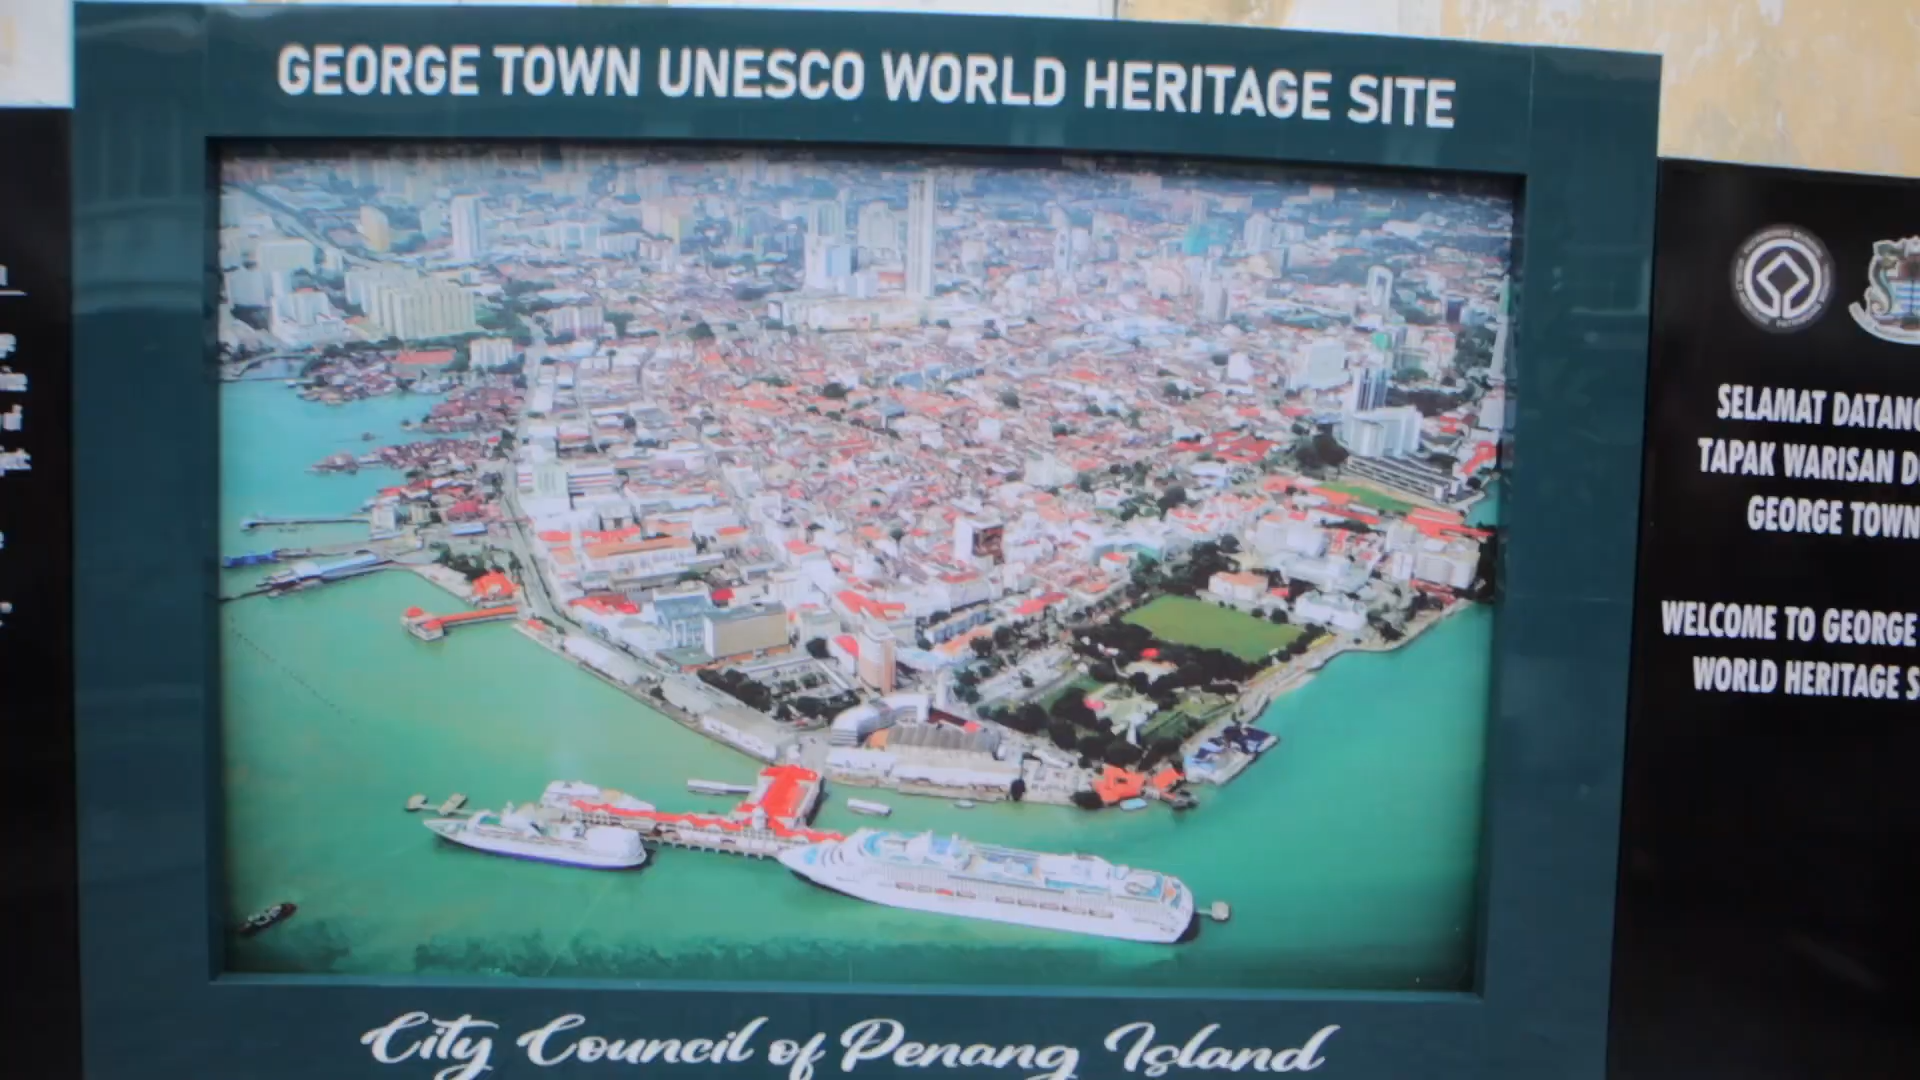 GEORGE TOWN UNESCO WORLD HERITAGE SITE
City Council of Penang Island
SELAMAT DATANG
TAPAK WARISAN D
GEORGE TOWN
WELCOME TO GEORGE
WORLD HERITAGE S